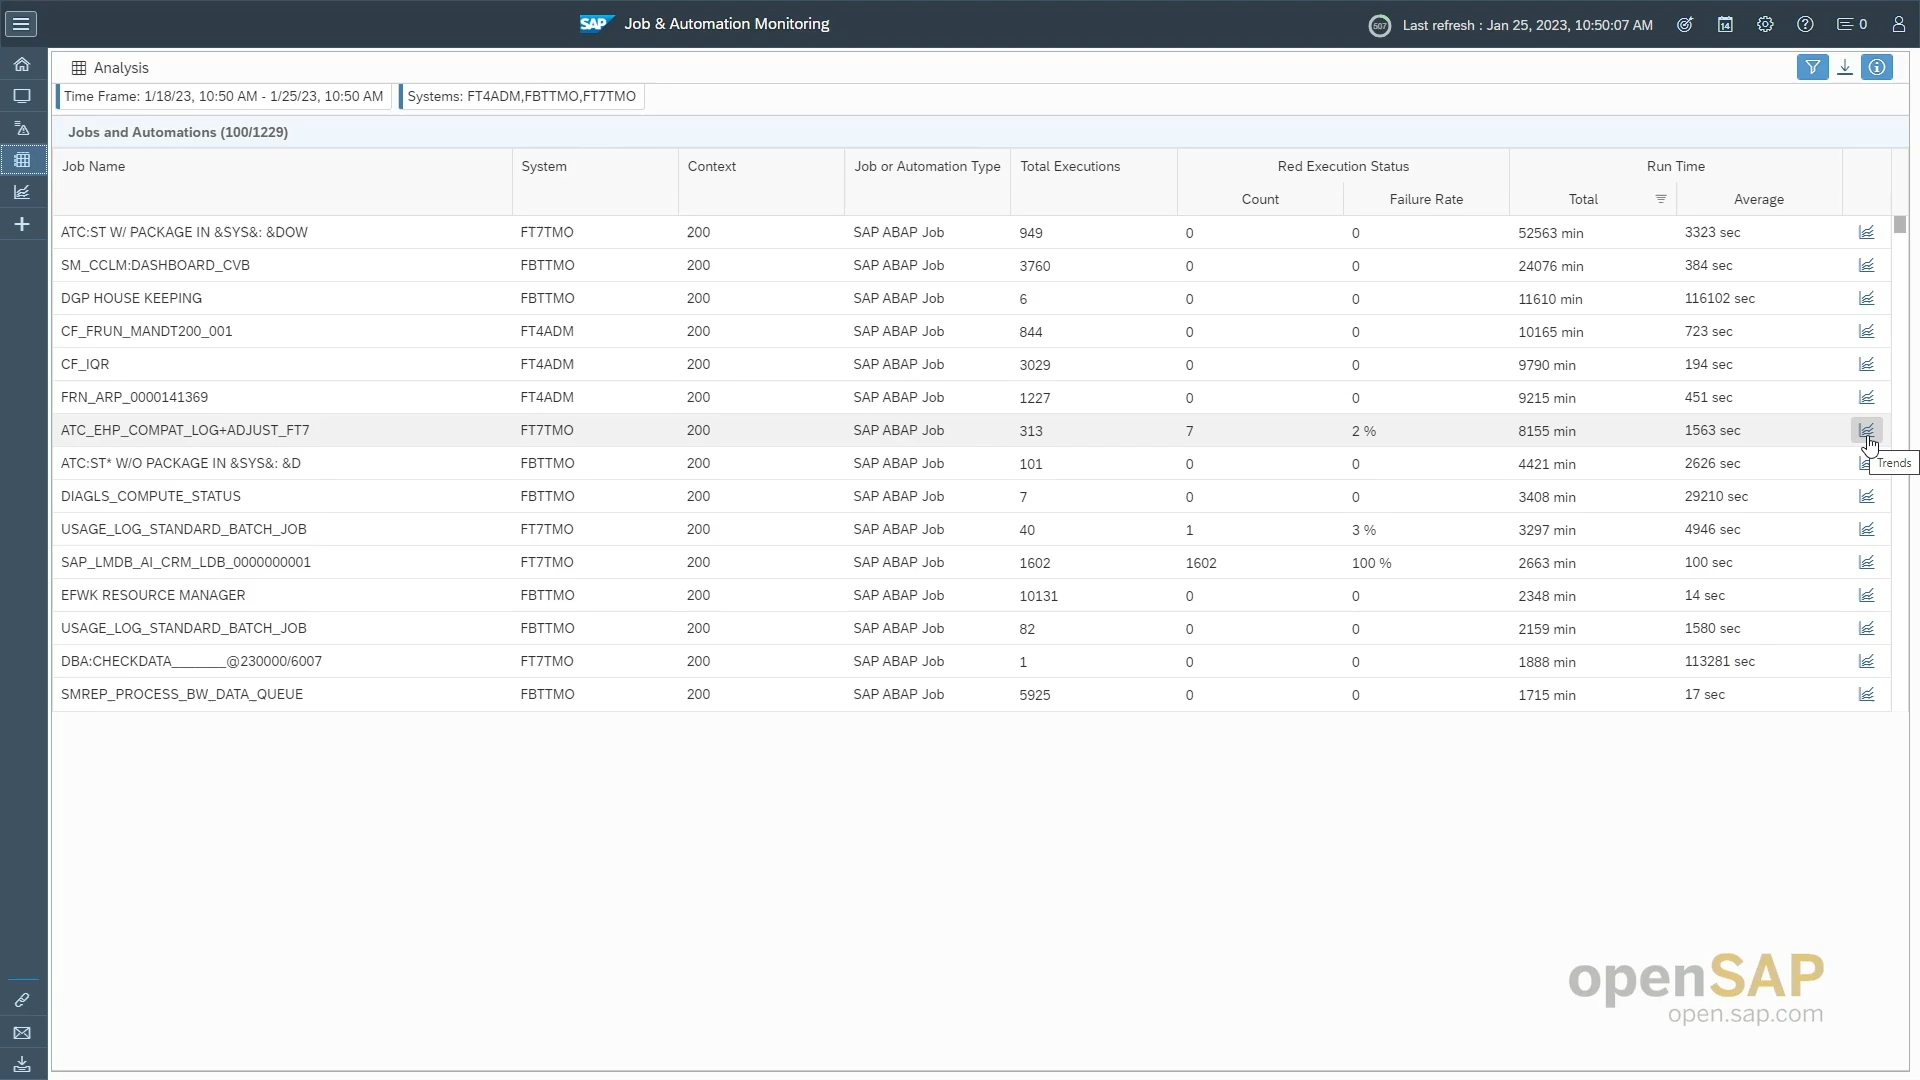 SAP Job & Automation Monitoring
507 Last refresh : Jan 25, 2023, 10:50:07 AM 14 0
Analysis
Time Frame: 1/18/23, 10:50 AM - 1/25/23, 10:50 AM Systems: FT4ADM,FBTTMO,FT7TMO
Jobs and Automations (100/1229)
Job Name System Context Job or Automation Type Total Executions Red Execution Status Run Time
Count Failure Rate Total Average
ATC:ST W/ PACKAGE IN &SYS&: &DOW FT7TMO 200 SAP ABAP Job 949 0 0 52563 min 3323 sec
SM_CCLM:DASHBOARD_CVB FBTTMO 200 SAP ABAP Job 3760 0 0 24076 min 384 sec
DGP HOUSE KEEPING FBTTMO 200 SAP ABAP Job 6 0 0 11610 min 116102 sec
CF_FRUN_MANDT200_001 FT4ADM 200 SAP ABAP Job 844 0 0 10165 min 723 sec
CF_IQR FT4ADM 200 SAP ABAP Job 3029 0 0 9790 min 194 sec
FRN_ARP_0000141369 FT4ADM 200 SAP ABAP Job 1227 0 0 9215 min 451 sec
ATC_EHP_COMPAT_LOG+ADJUST_FT7 FT7TMO 200 SAP ABAP Job 313 7 2 % 8155 min 1563 sec
ATC:ST* W/O PACKAGE IN &SYS&: &D FBTTMO 200 SAP ABAP Job 101 0 0 4421 min 2626 sec
Trends
DIAGLS_COMPUTE_STATUS FBTTMO 200 SAP ABAP Job 7 0 0 3408 min 29210 sec
USAGE_LOG_STANDARD_BATCH_JOB FT7TMO 200 SAP ABAP Job 40 1 3 % 3297 min 4946 sec
SAP_LMDB_AI_CRM_LDB_0000000001 FT7TMO 200 SAP ABAP Job 1602 1602 100 % 2663 min 100 sec
EFWK RESOURCE MANAGER FBTTMO 200 SAP ABAP Job 10131 0 0 2348 min 14 sec
USAGE_LOG_STANDARD_BATCH_JOB FBTTMO 200 SAP ABAP Job 82 0 0 2159 min 1580 sec
DBA:CHECKDATA_______@230000/6007 FT7TMO 200 SAP ABAP Job 1 0 0 1888 min 113281 sec
SMREP_PROCESS_BW_DATA_QUEUE FBTTMO 200 SAP ABAP Job 5925 0 0 1715 min 17 sec
openSAP
open.sap.com